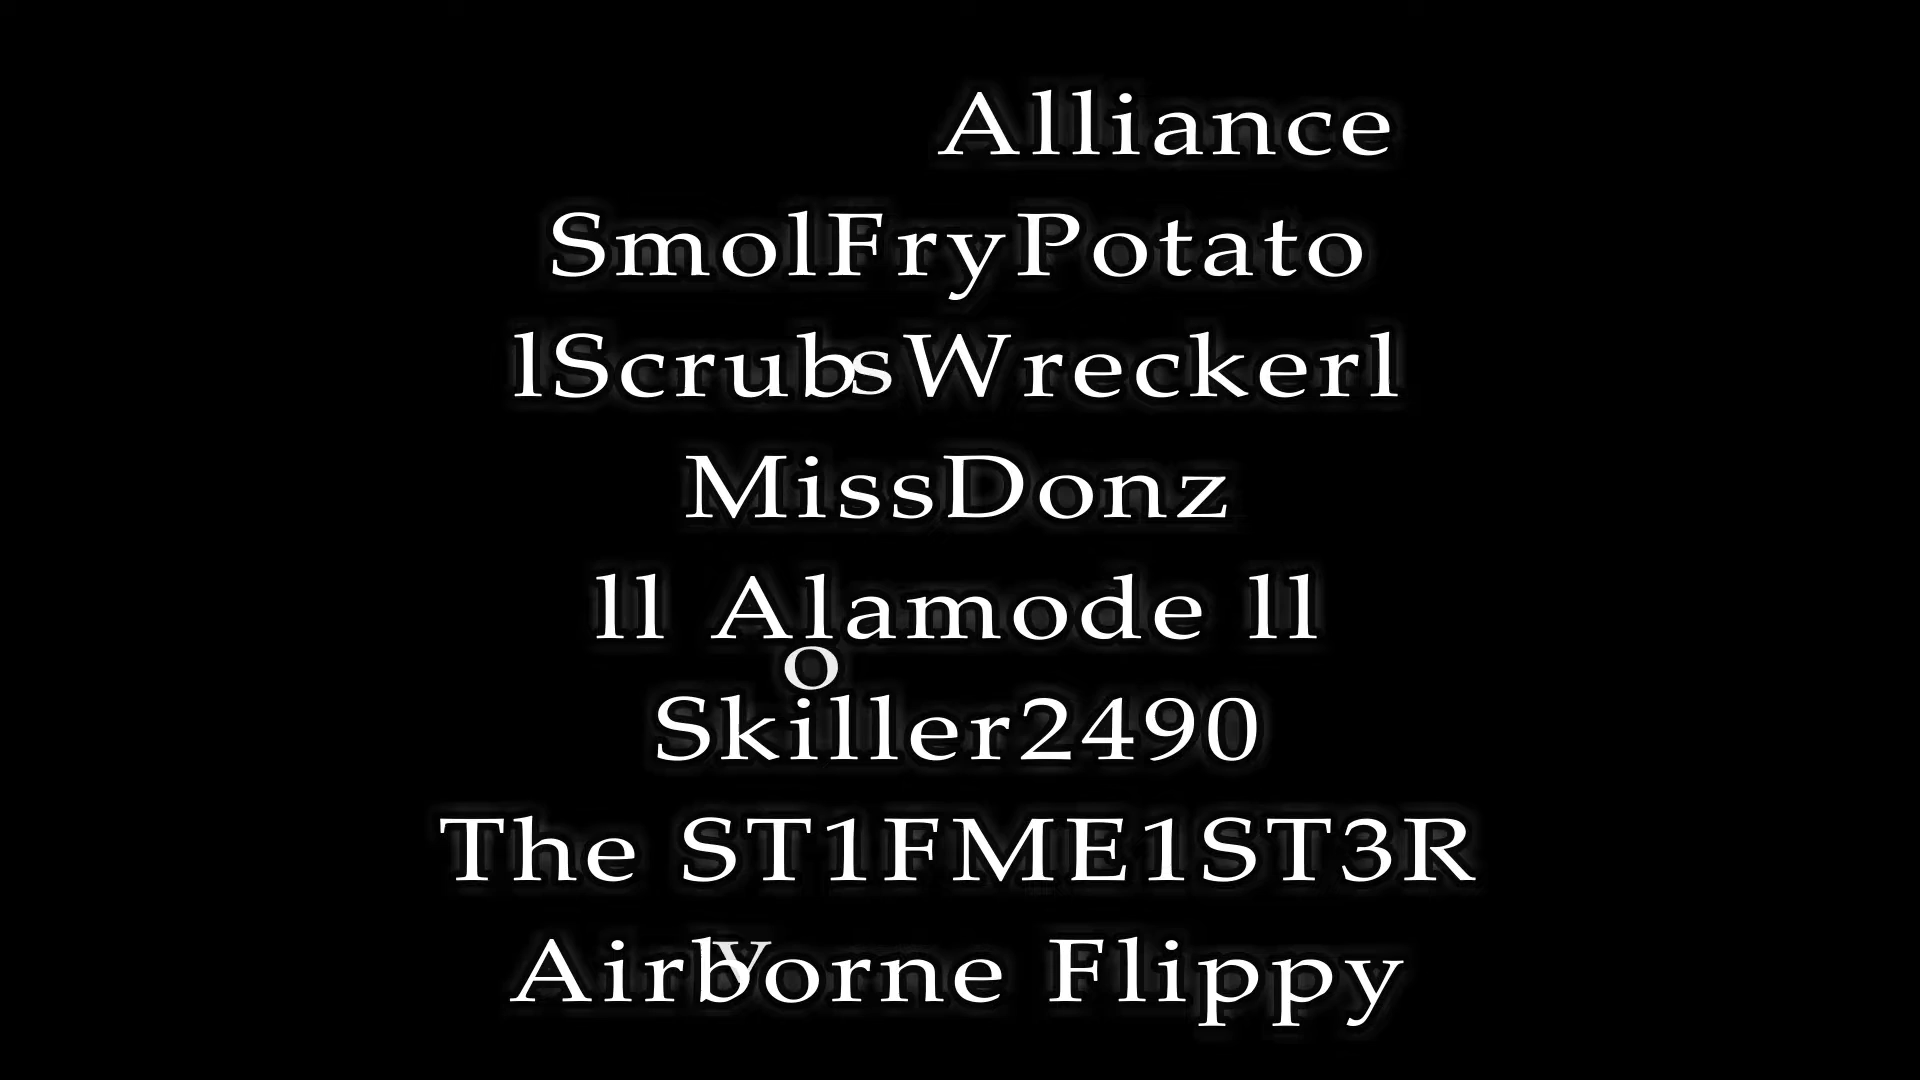 Alliance
SmolFryPotato
lScrubsWreckerl
MissDonz
ll Alamode ll
o
Skiller2490
The ST1FME1ST3R
Airborne Flippy
y